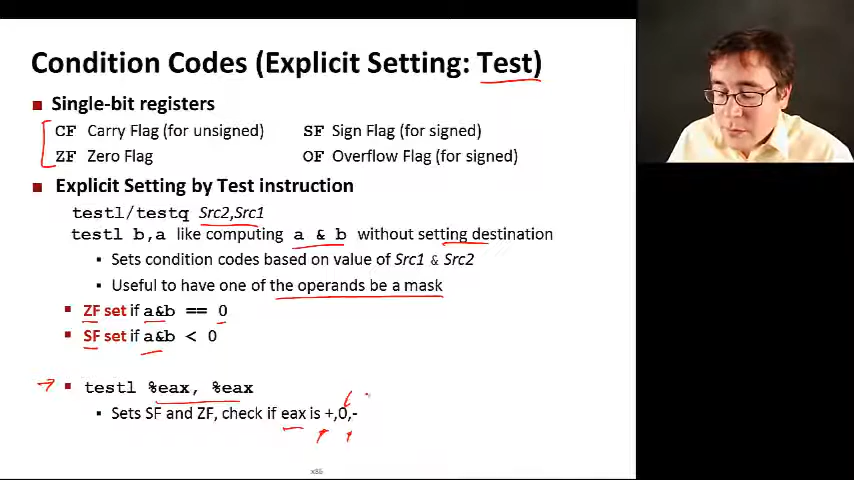 Condition Codes (Explicit Setting: Test)
Single-bit registers
CF Carry Flag (for unsigned) SF Sign Flag (for signed)
ZF Zero Flag OF Overflow Flag (for signed)
Explicit Setting by Test instruction
testl/testq Src2,Src1
testl b,a like computing a & b without setting destination
Sets condition codes based on value of Src1 & Src2
Useful to have one of the operands be a mask
ZF set if a&b == 0
SF set if a&b < 0
testl %eax, %eax
Sets SF and ZF, check if eax is +,0,-
x86